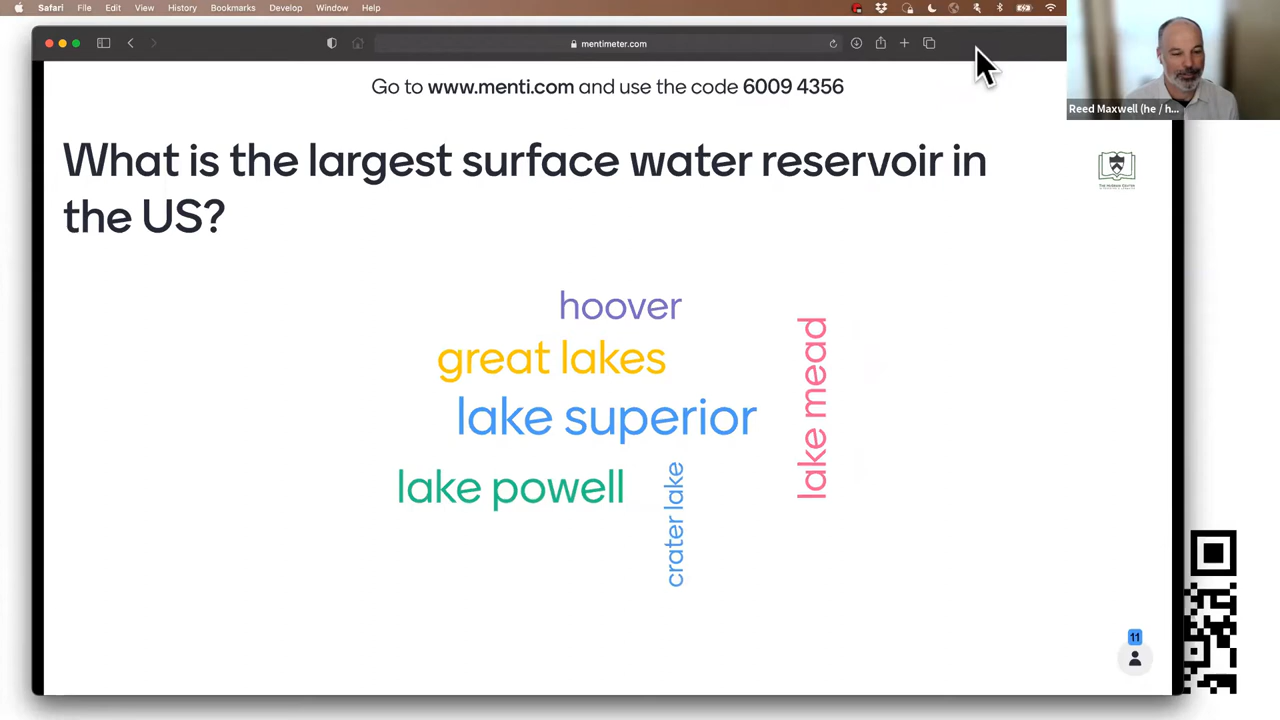 Safari File Edit View History Bookmarks Develop Window Help
mentimeter.com
Go to www.menti.com and use the code 6009 4356
Reed Maxwell (he / h...
What is the largest surface water reservoir in
the US?
hoover
great lakes
lake mead
lake superior
lake powell
crater lake
11